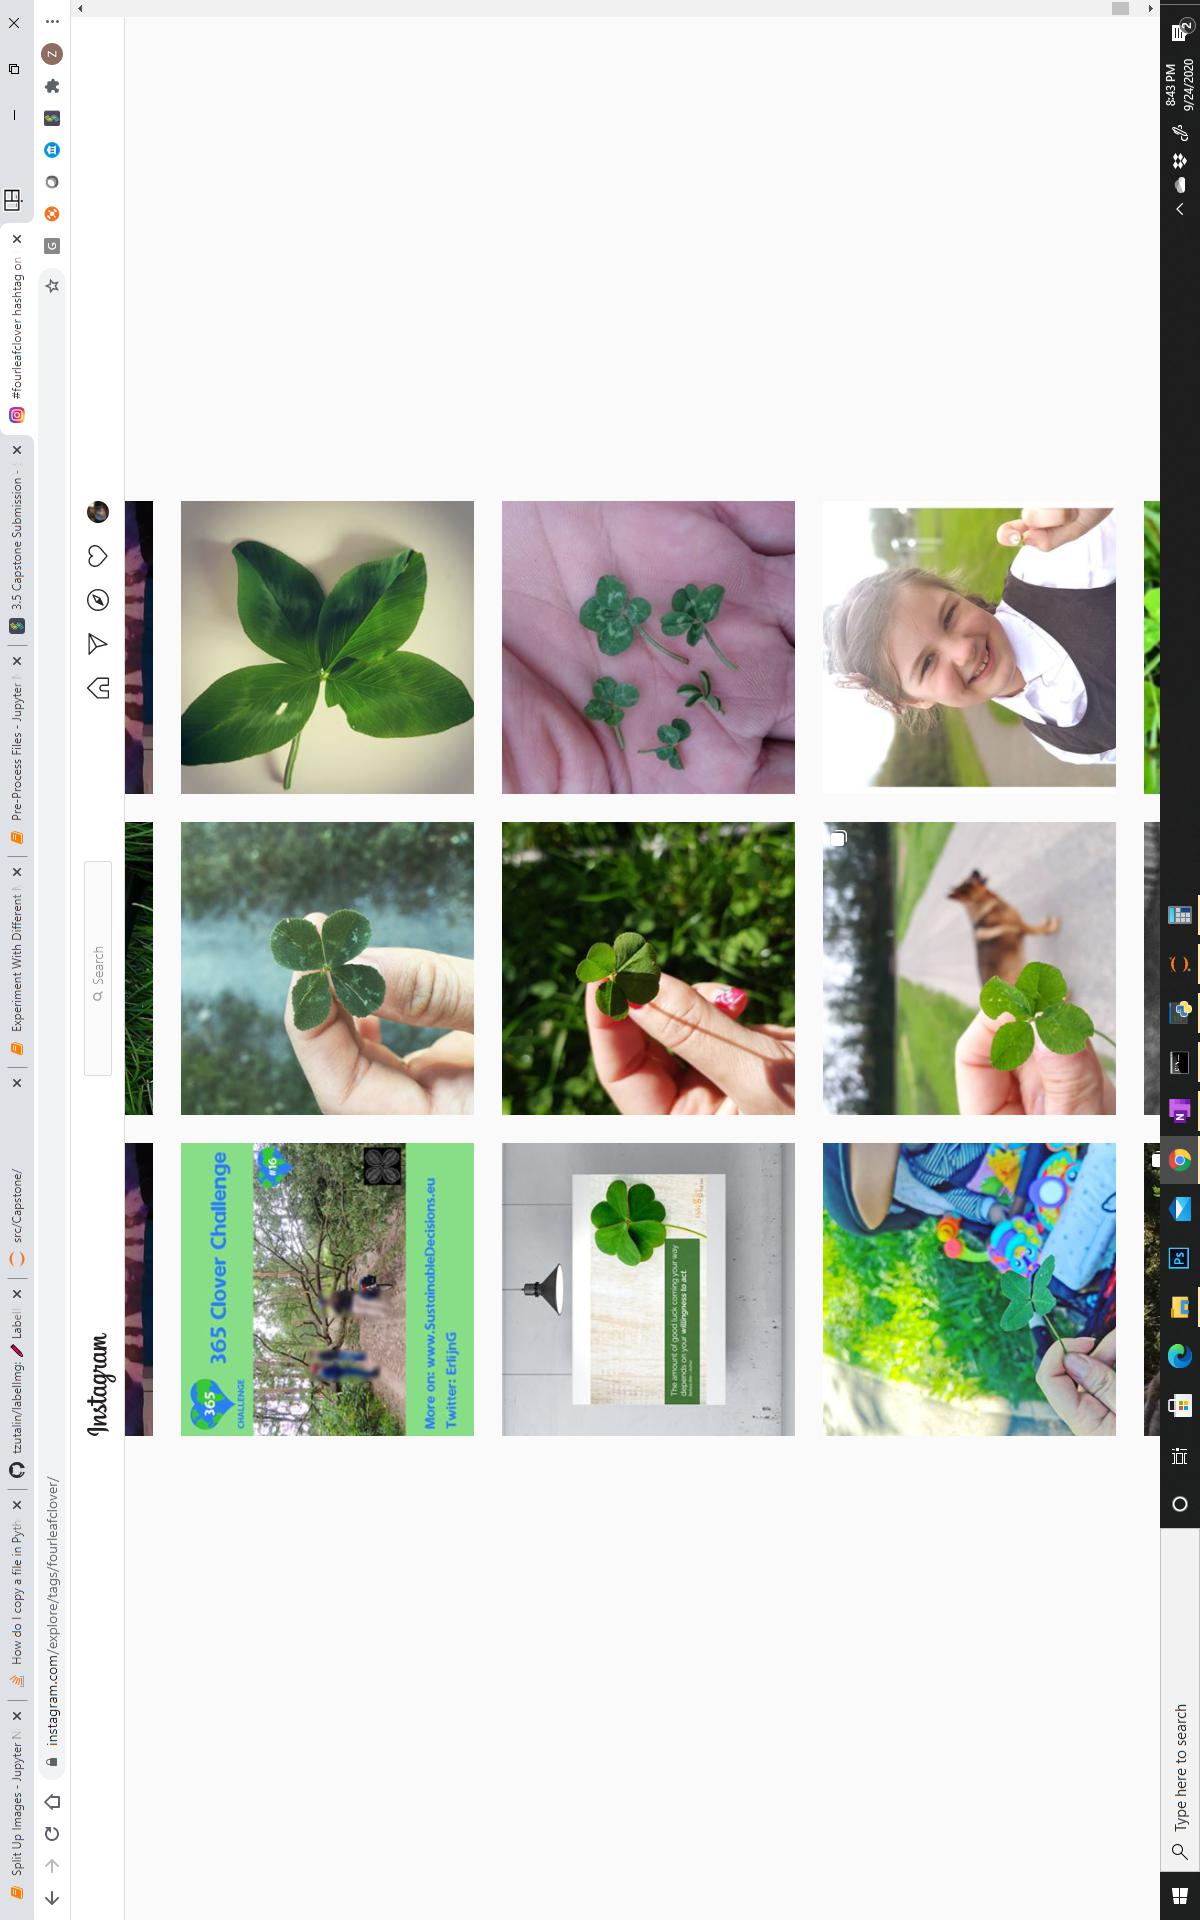 Split Up Images - Jupyter N
How do I copy a file in Pyth
tzutalin/labelImg: Labell
src/Capstone/
Experiment With Different
Pre-Process Files - Jupyter
3.5 Capstone Submission -
#fourleafclover hashtag on
instagram.com/explore/tags/fourleafclover/
G
Z
Instagram
Search
365
CHALLENGE
365 Clover Challenge
#16
More on: www.SustainableDecisions.eu
Twitter: ErlijnG
The amount of good luck coming your way
depends on your willingness to act.
Type here to search
Ps
N
8:43 PM
9/24/2020
2